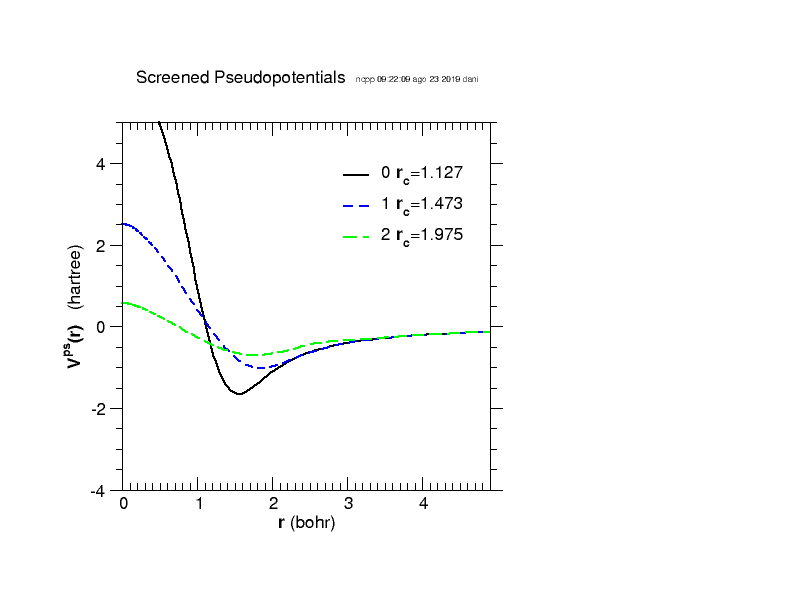 Screened Pseudopotentials ncpp 09:22:09 ago 23 2019 dani
0 rc=1.127
1 rc=1.473
2 rc=1.975
4
2
0
-2
-4
Vps(r) (hartree)
0 1 2 3 4
r (bohr)